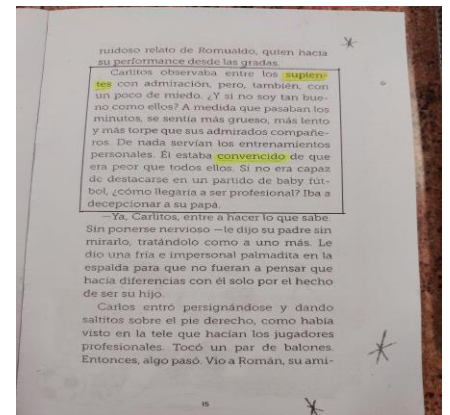 ruidoso relato de Romualdo, quien hacía
su performance desde las gradas.
Carlitos observaba entre los suplen-
tes con admiración, pero, también, con
un poco de miedo. ¿Y si no soy tan bue-
no como ellos? A medida que pasaban los
minutos, se sentía más grueso, más lento
y más torpe que sus admirados compañe-
ros. De nada servían los entrenamientos
personales. Él estaba convencido de que
era peor que todos ellos. Si no era capaz
de destacarse en un partido de baby fút-
bol, ¿cómo llegaría a ser profesional? Iba a
decepcionar a su papá.
—Ya, Carlitos, entre a hacer lo que sabe.
Sin ponerse nervioso —le dijo su padre sin
mirarlo, tratándolo como a uno más. Le
dio una fría e impersonal palmadita en la
espalda para que no fueran a pensar que
hacía diferencias con él solo por el hecho
de ser su hijo.
Carlos entró persignándose y dando
saltitos sobre el pie derecho, como había
visto en la tele que hacían los jugadores
profesionales. Tocó un par de balones.
Entonces, algo pasó. Vio a Román, su ami-
15